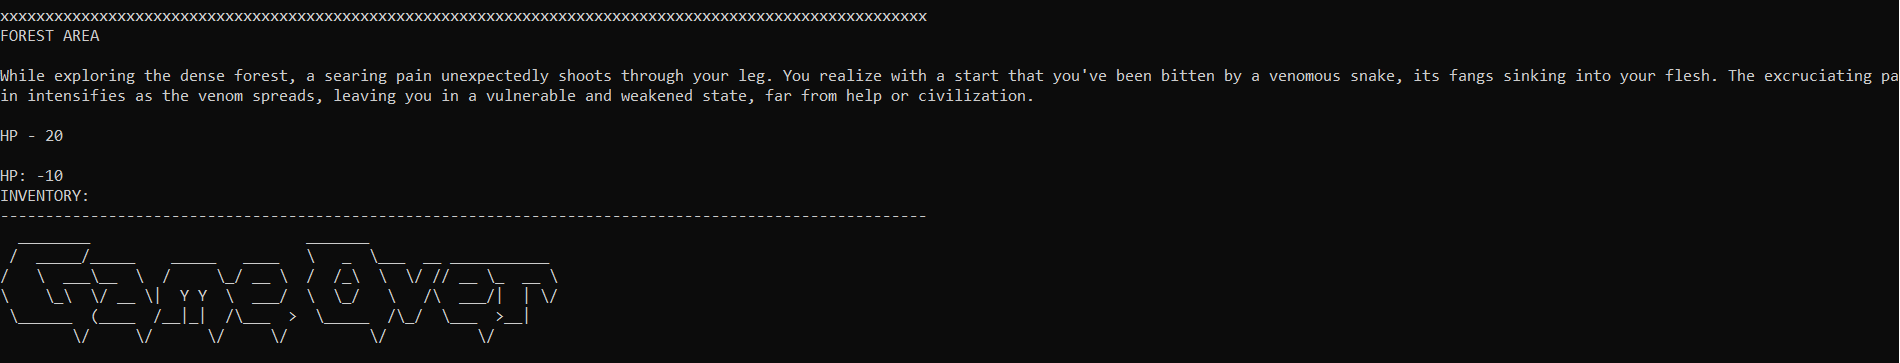 xxxxxxxxxxxxxxxxxxxxxxxxxxxxxxxxxxxxxxxxxxxxxxxxxxxxxxxxxxxxxxxxxxxxxxxxxxxxxxxxxxxxxxxxxxxxxxxxxxxxxxx
FOREST AREA
While exploring the dense forest, a searing pain unexpectedly shoots through your leg. You realize with a start that you've been bitten by a venomous snake, its fangs sinking into your flesh. The excruciating pa
in intensifies as the venom spreads, leaving you in a vulnerable and weakened state, far from help or civilization.
HP - 20
HP: -10
INVENTORY:
-------------------------------------------------------------------------------------------------------
Game Over